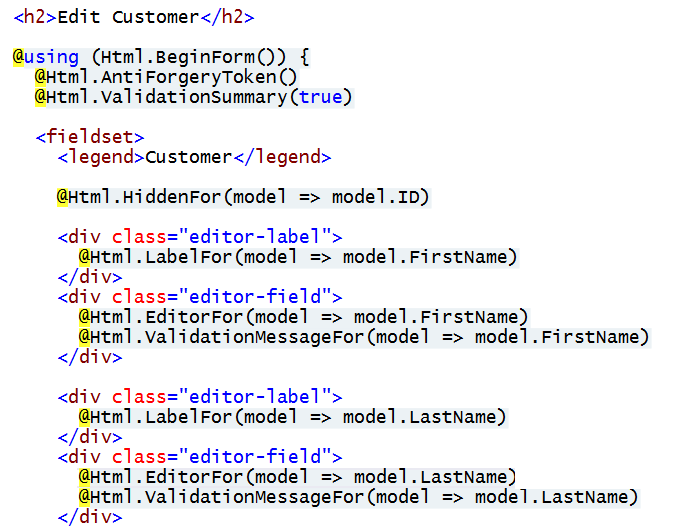 <h2>Edit Customer</h2>
@using (Html.BeginForm()) {
@Html.AntiForgeryToken()
@Html.ValidationSummary(true)
<fieldset>
<legend>Customer</legend>
@Html.HiddenFor(model => model.ID)
<div class="editor-label">
@Html.LabelFor(model => model.FirstName)
</div>
<div class="editor-field">
@Html.EditorFor(model => model.FirstName)
@Html.ValidationMessageFor(model => model.FirstName)
</div>
<div class="editor-label">
@Html.LabelFor(model => model.LastName)
</div>
<div class="editor-field">
@Html.EditorFor(model => model.LastName)
@Html.ValidationMessageFor(model => model.LastName)
</div>